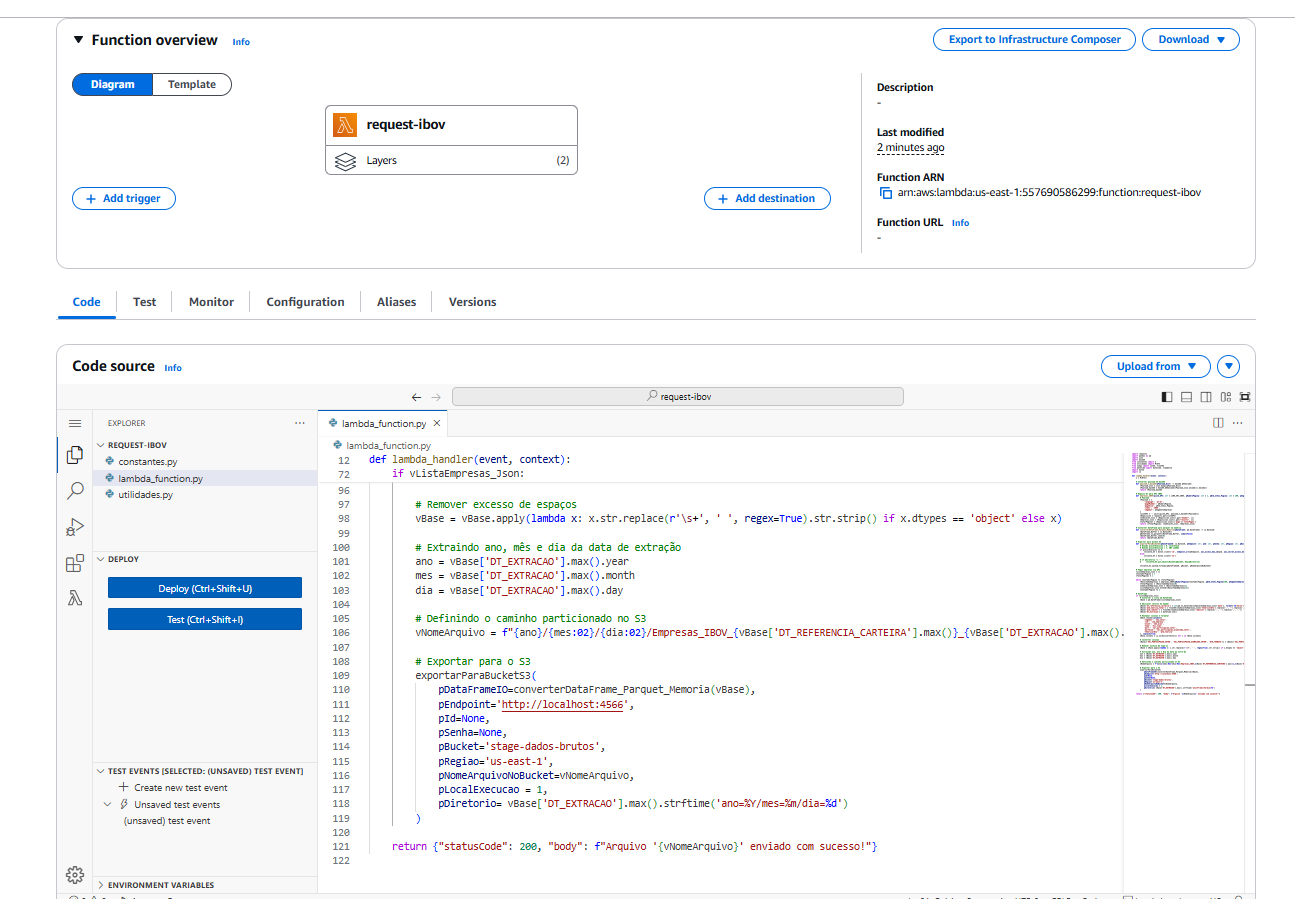 ▼ Function overview Info
Export to Infrastructure Composer
Download ▼
Diagram
Template
request-ibov
Layers
(2)
+ Add trigger
+ Add destination
Description
-
Last modified
2 minutes ago
Function ARN
arn:aws:lambda:us-east-1:557690586299:function:request-ibov
Function URL Info
-
Code
Test
Monitor
Configuration
Aliases
Versions
Code source Info
Upload from ▼
request-ibov
EXPLORER
REQUEST-IBOV
constantes.py
lambda_function.py
utilidades.py
DEPLOY
Deploy (Ctrl+Shift+U)
Test (Ctrl+Shift+I)
TEST EVENTS [SELECTED: (UNSAVED) TEST EVENT]
Create new test event
Unsaved test events
(unsaved) test event
ENVIRONMENT VARIABLES
lambda_function.py
lambda_function.py
12 def lambda_handler(event, context):
72 if vListaEmpresas_Json:
96
97 # Remover excesso de espaços
98 vBase = vBase.apply(lambda x: x.str.replace(r'\s+', ' ', regex=True).str.strip() if x.dtypes == 'object' else x)
99
100 # Extraindo ano, mês e dia da data de extração
101 ano = vBase['DT_EXTRACAO'].max().year
102 mes = vBase['DT_EXTRACAO'].max().month
103 dia = vBase['DT_EXTRACAO'].max().day
104
105 # Definindo o caminho particionado no S3
106 vNomeArquivo = f"{ano}/{mes:02}/{dia:02}/Empresas_IBOV_{vBase['DT_REFERENCIA_CARTEIRA'].max()}_{vBase['DT_EXTRACAO'].max().
107
108 # Exportar para o S3
109 exportarParaBucketS3(
110 pDataFrameIO=converterDataFrame_Parquet_Memoria(vBase),
111 pEndpoint='http://localhost:4566',
112 pId=None,
113 pSenha=None,
114 pBucket='stage-dados-brutos',
115 pRegiao='us-east-1',
116 pNomeArquivoNoBucket=vNomeArquivo,
117 pLocalExecucao = 1,
118 pDiretorio= vBase['DT_EXTRACAO'].max().strftime('ano=%Y/mes=%m/dia=%d')
119 )
120
121 return {"statusCode": 200, "body": f"Arquivo '{vNomeArquivo}' enviado com sucesso!"}
122